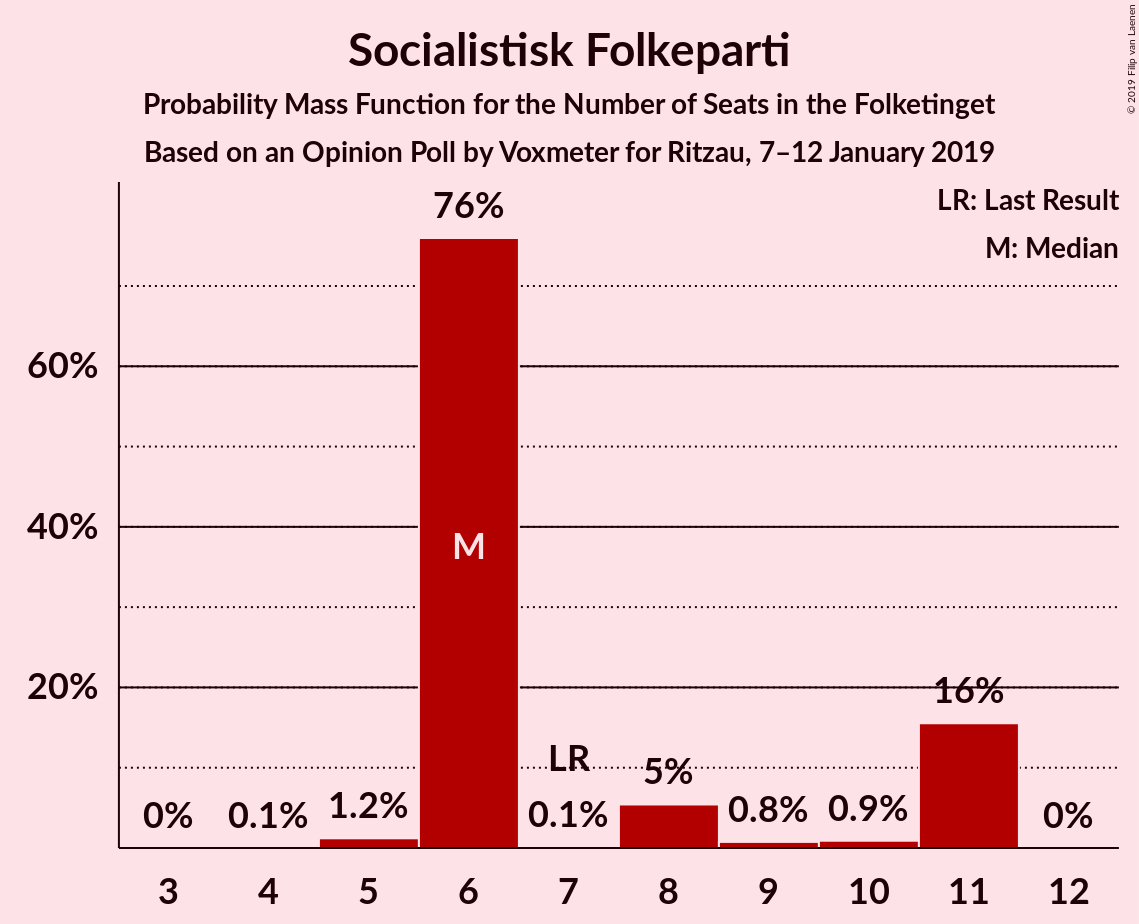 Socialistisk Folkeparti
Probability Mass Function for the Number of Seats in the Folketinget
Based on an Opinion Poll by Voxmeter for Ritzau, 7–12 January 2019
© 2019 Filip van Laenen
LR: Last Result
M: Median
76%
60%
40%
M
20%
16%
LR
5%
0%
0.1%
1.2%
0.1%
0.8%
0.9%
0%
3 4 5 6 7 8 9 10 11 12